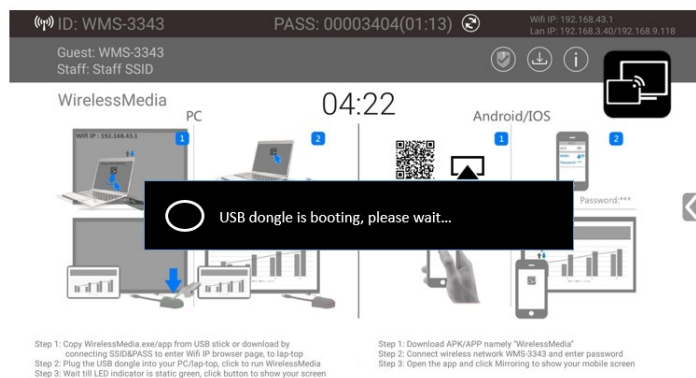 ID: WMS-3343
PASS: 00003404(01:13)
Wifi IP: 192.168.43.1
Lan IP: 192.168.3.40/192.168.9.118
Guest: WMS-3343
Staff: Staff SSID
WirelessMedia
PC
04:22
Android/IOS
Wifi IP : 192.168.43.1
1
2
1
2
USB dongle is booting, please wait...
Password:***
Step 1: Copy WirelessMedia.exe/app from USB stick or download by
connecting SSID&PASS to enter Wifi IP browser page, to lap-top
Step 2: Plug the USB dongle into your PC/lap-top, click to run WirelessMedia
Step 3: Wait till LED indicator is static green, click button to show your screen
Step 1: Download APK/APP namely "WirelessMedia"
Step 2: Connect wireless network WMS-3343 and enter password
Step 3: Open the app and click Mirroring to show your mobile screen